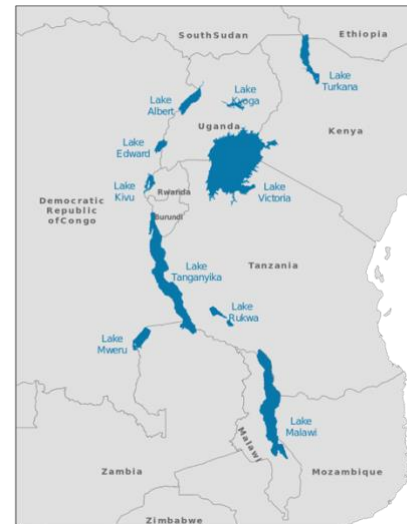 SouthSudan
Ethiopia
Lake
Turkana
Lake
Albert
Lake
Kyoga
Uganda
Kenya
Lake
Edward
Lake
Kivu
Rwanda
Lake
Victoria
Democratic
Republic
ofCongo
Burundi
Lake
Tanganyika
Tanzania
Lake
Rukwa
Lake
Mweru
Lake
Malawi
Malawi
Zambia
Mozambique
Zimbabwe